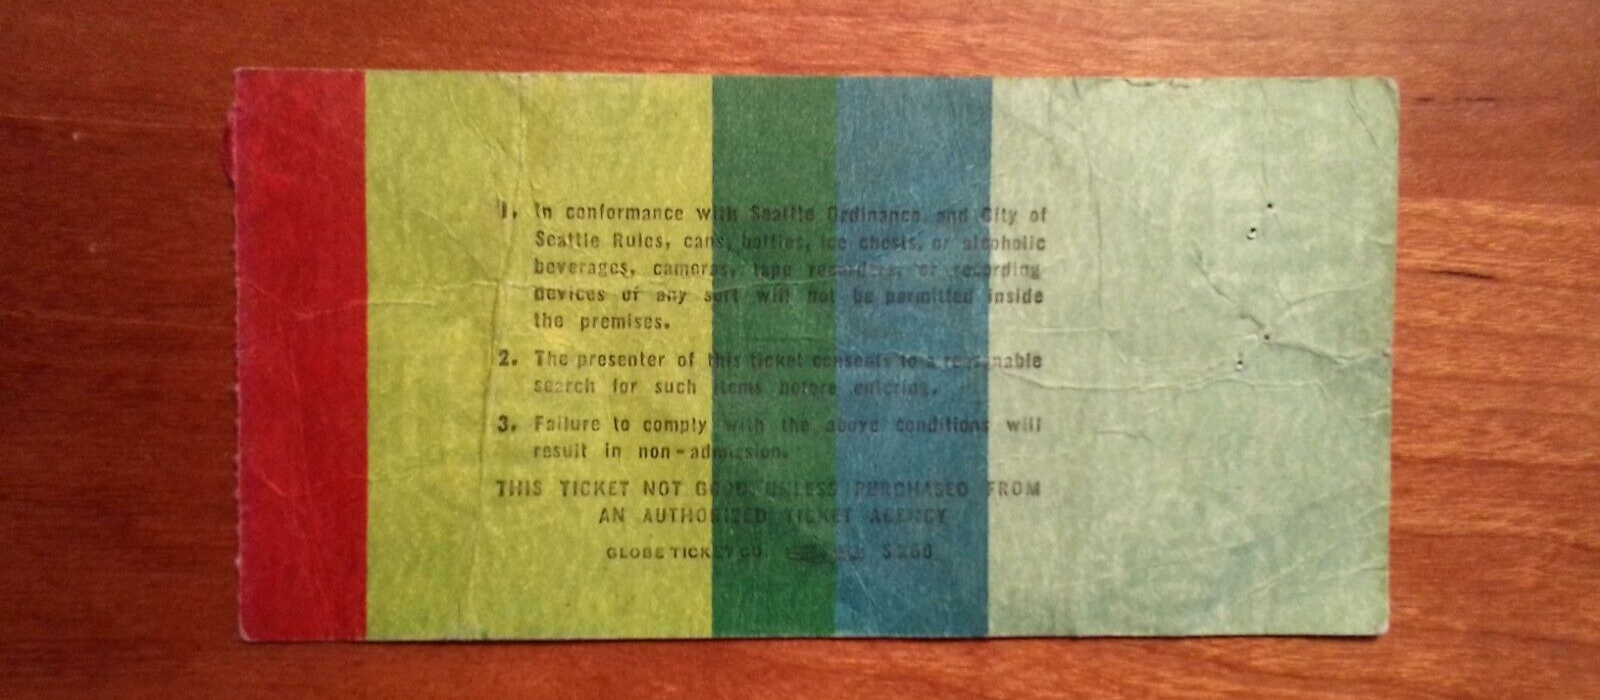 1. In conformance with Seattle Ordinance and City of
Seattle Rules, cans, bottles, ice chests, or alcoholic
beverages, cameras, tape recorders, or recording
devices of any sort will not be permitted inside
the premises.
2. The presenter of this ticket consents to a reasonable
search for such items before entering.
3. Failure to comply with the above conditions will
result in non-admission.
THIS TICKET NOT GOOD UNLESS PURCHASED FROM
AN AUTHORIZED TICKET AGENCY
GLOBE TICKET CO. S266